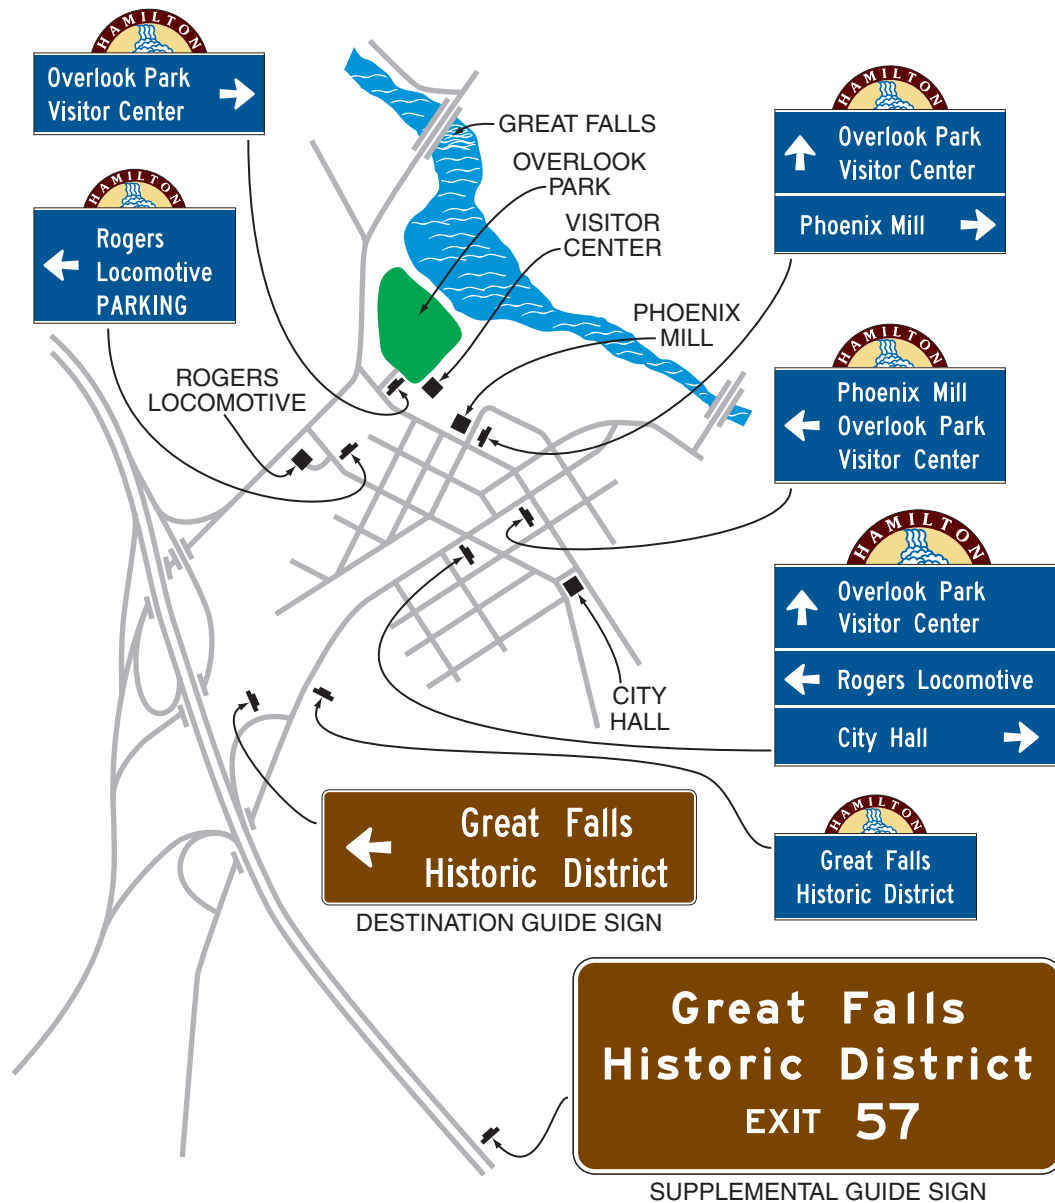 HAMILTON
Overlook Park
Visitor Center
HAMILTON
Rogers
Locomotive
PARKING
GREAT FALLS
OVERLOOK
PARK
VISITOR
CENTER
PHOENIX
MILL
ROGERS
LOCOMOTIVE
CITY
HALL
HAMILTON
Overlook Park
Visitor Center
Phoenix Mill
HAMILTON
Phoenix Mill
Overlook Park
Visitor Center
HAMILTON
Overlook Park
Visitor Center
Rogers Locomotive
City Hall
HAMILTON
Great Falls
Historic District
Great Falls
Historic District
DESTINATION GUIDE SIGN
Great Falls
Historic District
EXIT 57
SUPPLEMENTAL GUIDE SIGN